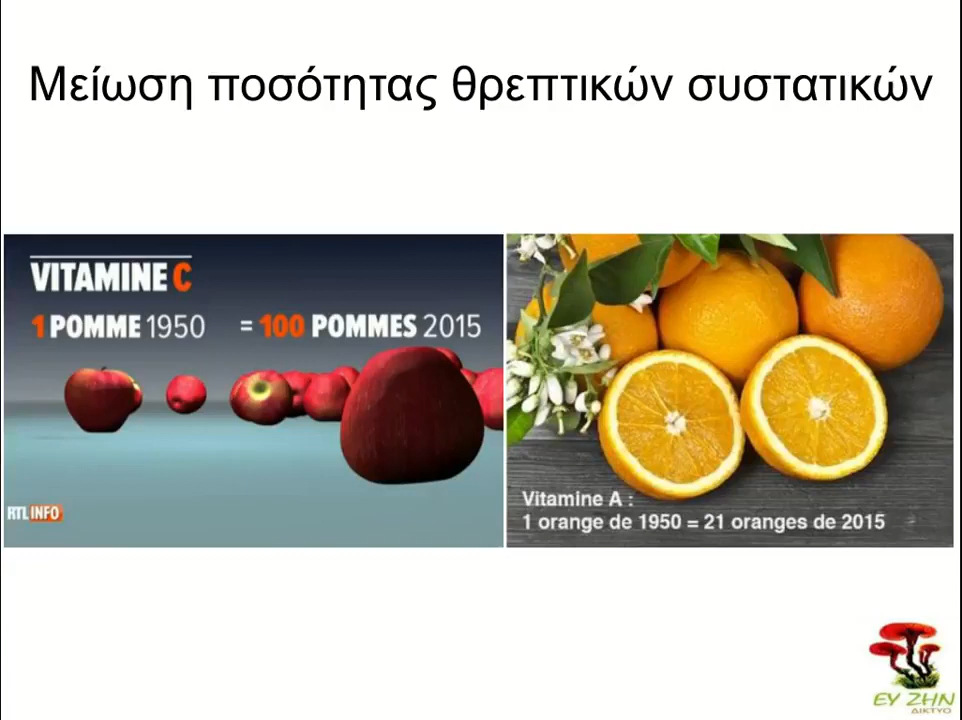 Μείωση ποσότητας θρεπτικών συστατικών
VITAMINE C
1 POMME 1950 = 100 POMMES 2015
RTL INFO
Vitamine A :
1 orange de 1950 = 21 oranges de 2015
ΕΥ ΖΗΝ
ΔΙΚΤΥΟ